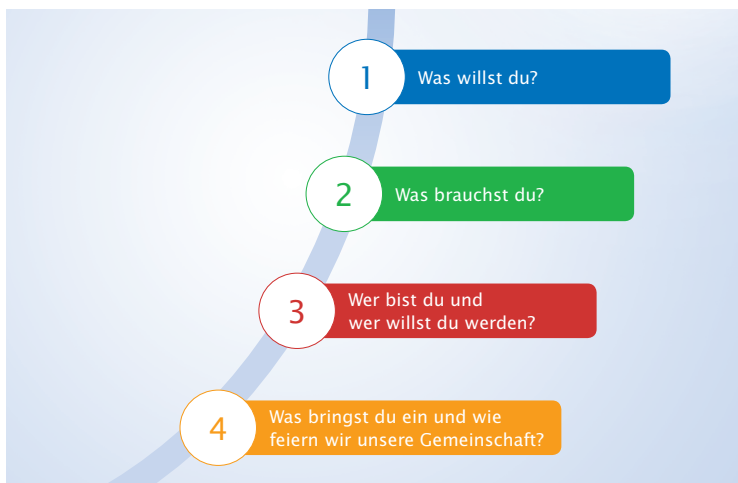 1
Was willst du?
2
Was brauchst du?
3
Wer bist du und
wer willst du werden?
4
Was bringst du ein und wie
feiern wir unsere Gemeinschaft?